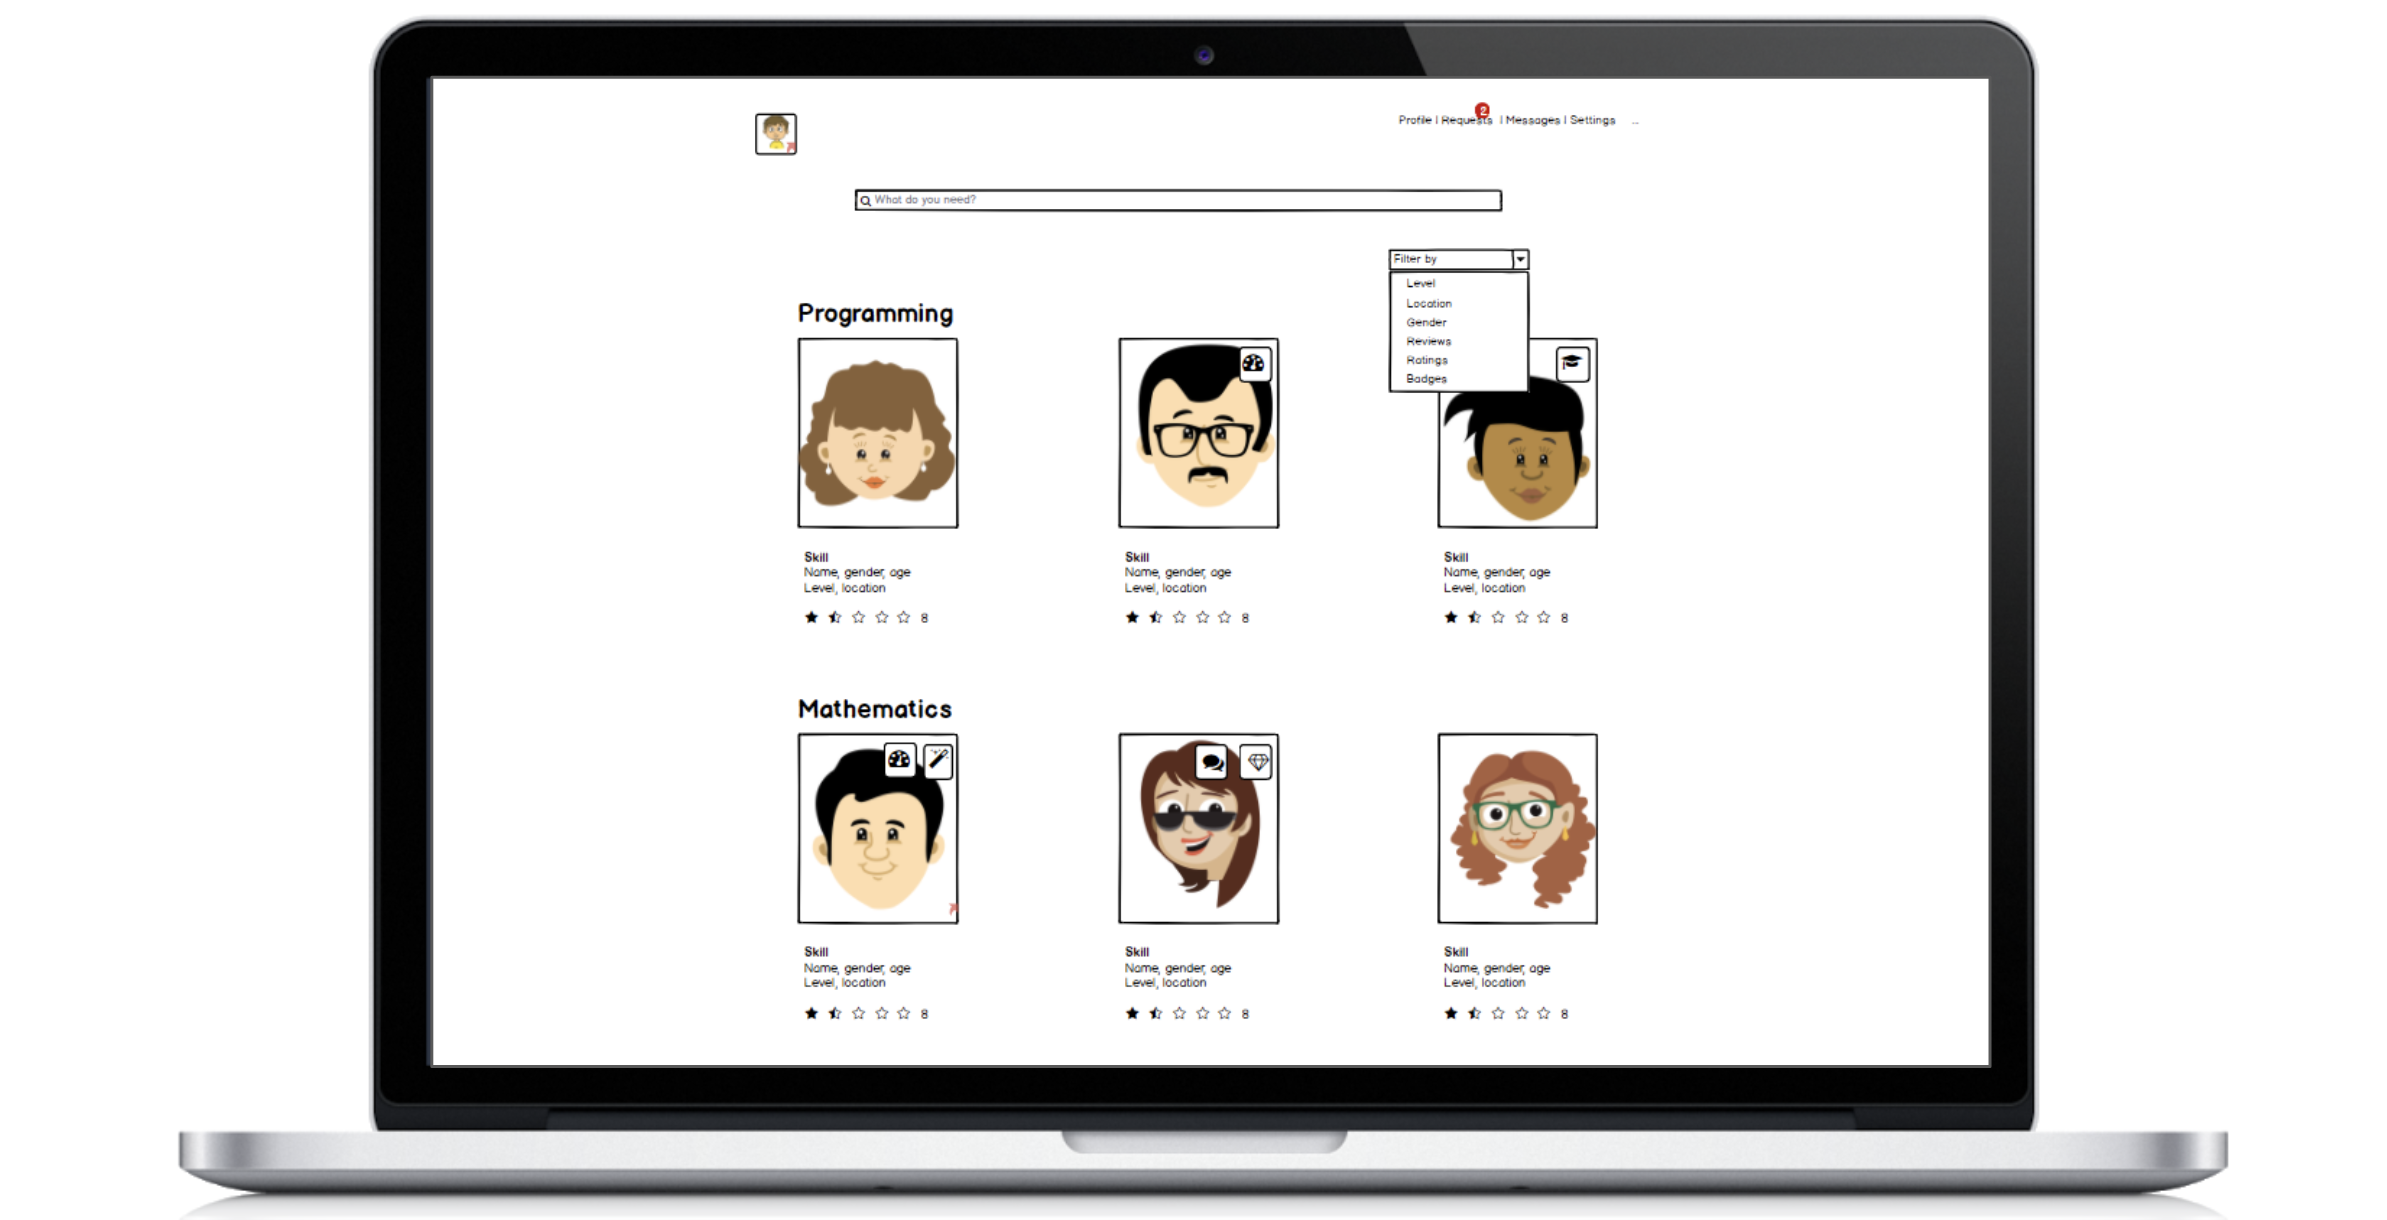 2
Profile | Requests | Messages | Settings ...
What do you need?
Filter by
Level
Location
Gender
Reviews
Ratings
Badges
Programming
Skill
Name, gender, age
Level, location
8
Skill
Name, gender, age
Level, location
8
Skill
Name, gender, age
Level, location
8
Mathematics
Skill
Name, gender, age
Level, location
8
Skill
Name, gender, age
Level, location
8
Skill
Name, gender, age
Level, location
8